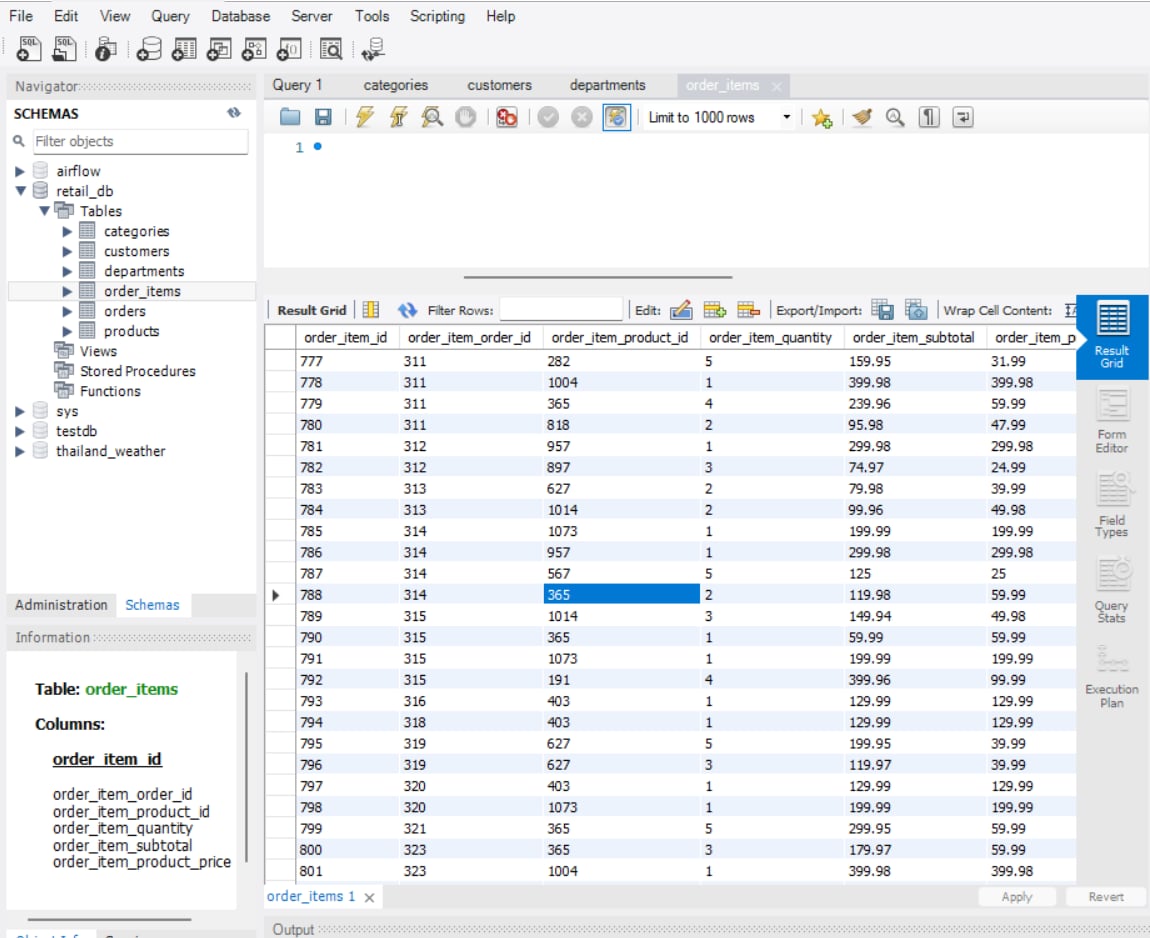 File Edit View Query Database Server Tools Scripting Help
SQL SQL
Navigator
SCHEMAS
Filter objects
airflow
retail_db
Tables
categories
customers
departments
order_items
orders
products
Views
Stored Procedures
Functions
sys
testdb
thailand_weather
Administration Schemas
Information
Table: order_items
Columns:
order_item_id
order_item_order_id
order_item_product_id
order_item_quantity
order_item_subtotal
order_item_product_price
Query 1 categories customers departments order_items
Limit to 1000 rows
1
Result Grid Filter Rows: Edit: Export/Import: Wrap Cell Content:
order_item_id order_item_order_id order_item_product_id order_item_quantity order_item_subtotal order_item_p
777 311 282 5 159.95 31.99
778 311 1004 1 399.98 399.98
779 311 365 4 239.96 59.99
780 311 818 2 95.98 47.99
781 312 957 1 299.98 299.98
782 312 897 3 74.97 24.99
783 313 627 2 79.98 39.99
784 313 1014 2 99.96 49.98
785 314 1073 1 199.99 199.99
786 314 957 1 299.98 299.98
787 314 567 5 125 25
788 314 365 2 119.98 59.99
789 315 1014 3 149.94 49.98
790 315 365 1 59.99 59.99
791 315 1073 1 199.99 199.99
792 315 191 4 399.96 99.99
793 316 403 1 129.99 129.99
794 318 403 1 129.99 129.99
795 319 627 5 199.95 39.99
796 319 627 3 119.97 39.99
797 320 403 1 129.99 129.99
798 320 1073 1 199.99 199.99
799 321 365 5 299.95 59.99
800 323 365 3 179.97 59.99
801 323 1004 1 399.98 399.98
Result
Grid
Form
Editor
Field
Types
Query
Stats
Execution
Plan
order_items 1 Apply Revert
Output